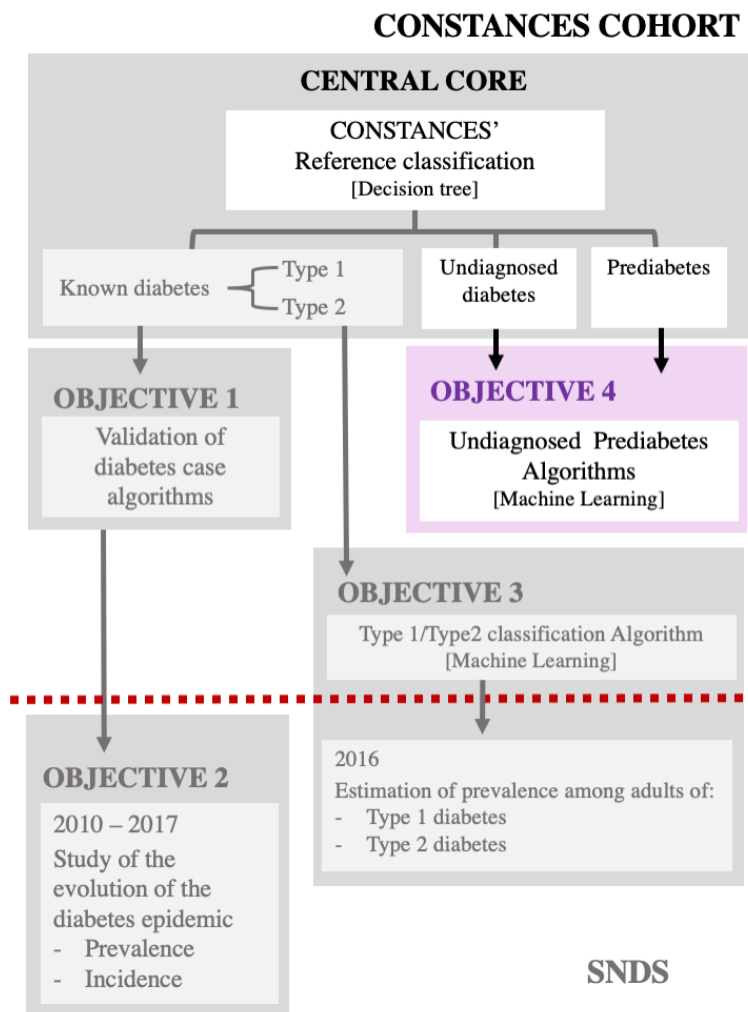 CONSTANCES COHORT
CENTRAL CORE
CONSTANCES’
Reference classification
[Decision tree]
Known diabetes
Type 1
Type 2
Undiagnosed
diabetes
Prediabetes
OBJECTIVE 1
Validation of
diabetes case
algorithms
OBJECTIVE 4
Undiagnosed Prediabetes
Algorithms
[Machine Learning]
OBJECTIVE 3
Type 1/Type2 classification Algorithm
[Machine Learning]
OBJECTIVE 2
2010 – 2017
Study of the
evolution of the
diabetes epidemic
- Prevalence
- Incidence
2016
Estimation of prevalence among adults of:
- Type 1 diabetes
- Type 2 diabetes
SNDS